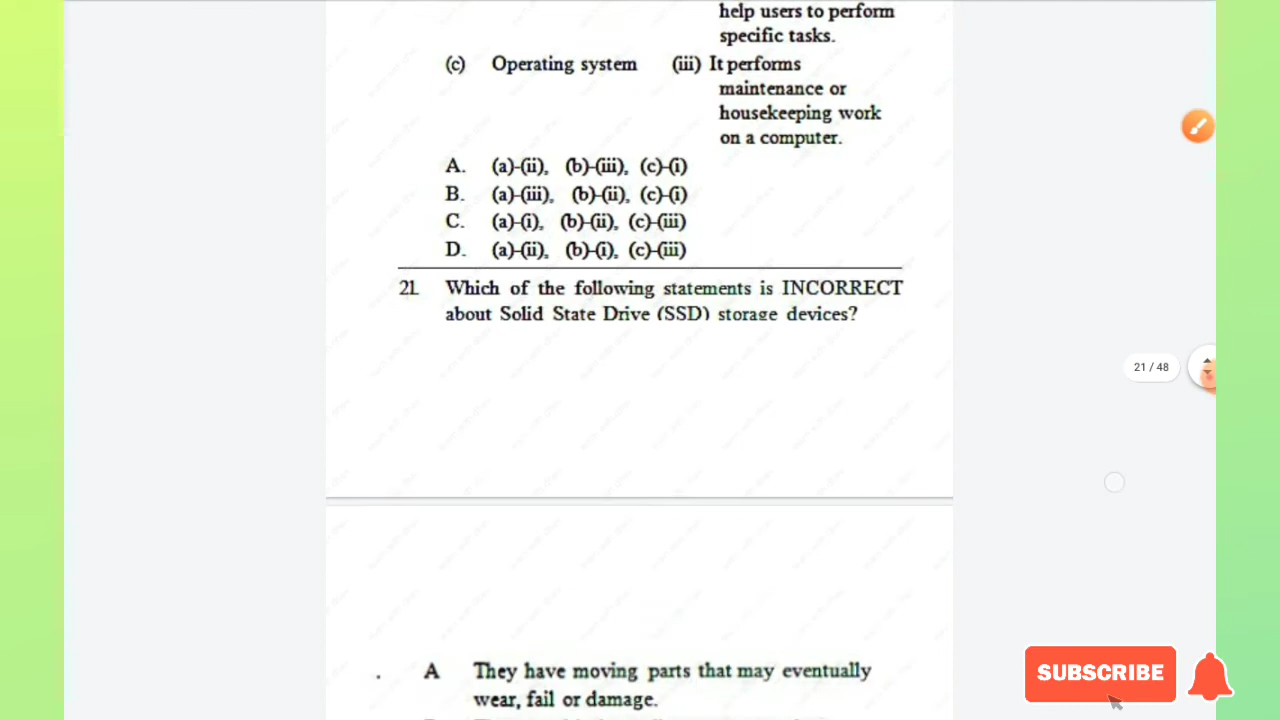 help users to perform
specific tasks.
(c) Operating system (iii) It performs
maintenance or
housekeeping work
on a computer.
A. (a)-(ii), (b)-(iii), (c)-(i)
B. (a)-(iii), (b)-(ii), (c)-(i)
C. (a)-(i), (b)-(ii), (c)-(iii)
D. (a)-(ii), (b)-(i), (c)-(iii)
21. Which of the following statements is INCORRECT
about Solid State Drive (SSD) storage devices?
21 / 48
. A They have moving parts that may eventually
wear, fail or damage.
SUBSCRIBE